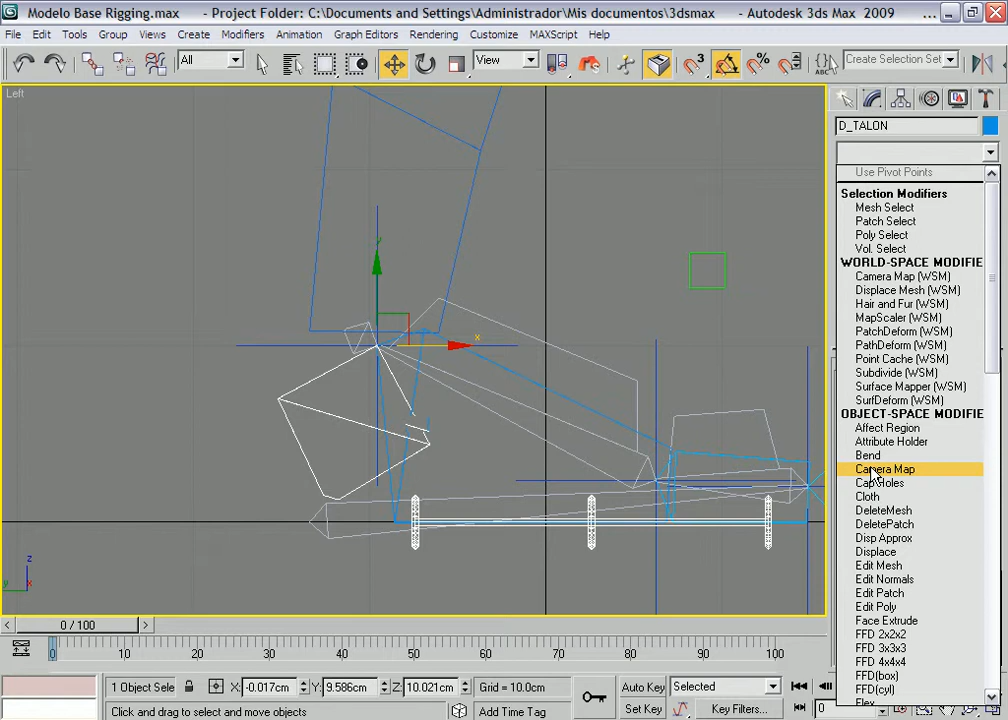 Modelo Base Rigging.max - Project Folder: C:\Documents and Settings\Administrador\Mis documentos\3dsmax - Autodesk 3ds Max 2009 ...
File Edit Tools Group Views Create Modifiers Animation Graph Editors Rendering Customize MAXScript Help
All View 3 % ABC Create Selection Set
Left
D_TALON
Use Pivot Points
Selection Modifiers
Mesh Select
Patch Select
Poly Select
Vol. Select
WORLD-SPACE MODIFIE
Camera Map (WSM)
Displace Mesh (WSM)
Hair and Fur (WSM)
MapScaler (WSM)
PatchDeform (WSM)
PathDeform (WSM)
Point Cache (WSM)
Subdivide (WSM)
Surface Mapper (WSM)
SurfDeform (WSM)
OBJECT-SPACE MODIFIE
Affect Region
Attribute Holder
Bend
Camera Map
Cap Holes
Cloth
DeleteMesh
DeletePatch
Disp Approx
Displace
Edit Mesh
Edit Normals
Edit Patch
Edit Poly
Face Extrude
FFD 2x2x2
FFD 3x3x3
FFD 4x4x4
FFD(box)
FFD(cyl)
Flex
y
x
z
y x
< 0 / 100 >
0 10 20 30 40 50 60 70 80 90 100
1 Object Sele X: -0.017cm Y: 9.586cm Z: 10.021cm Grid = 10.0cm Auto Key Selected
Click and drag to select and move objects Add Time Tag Set Key Key Filters... 0